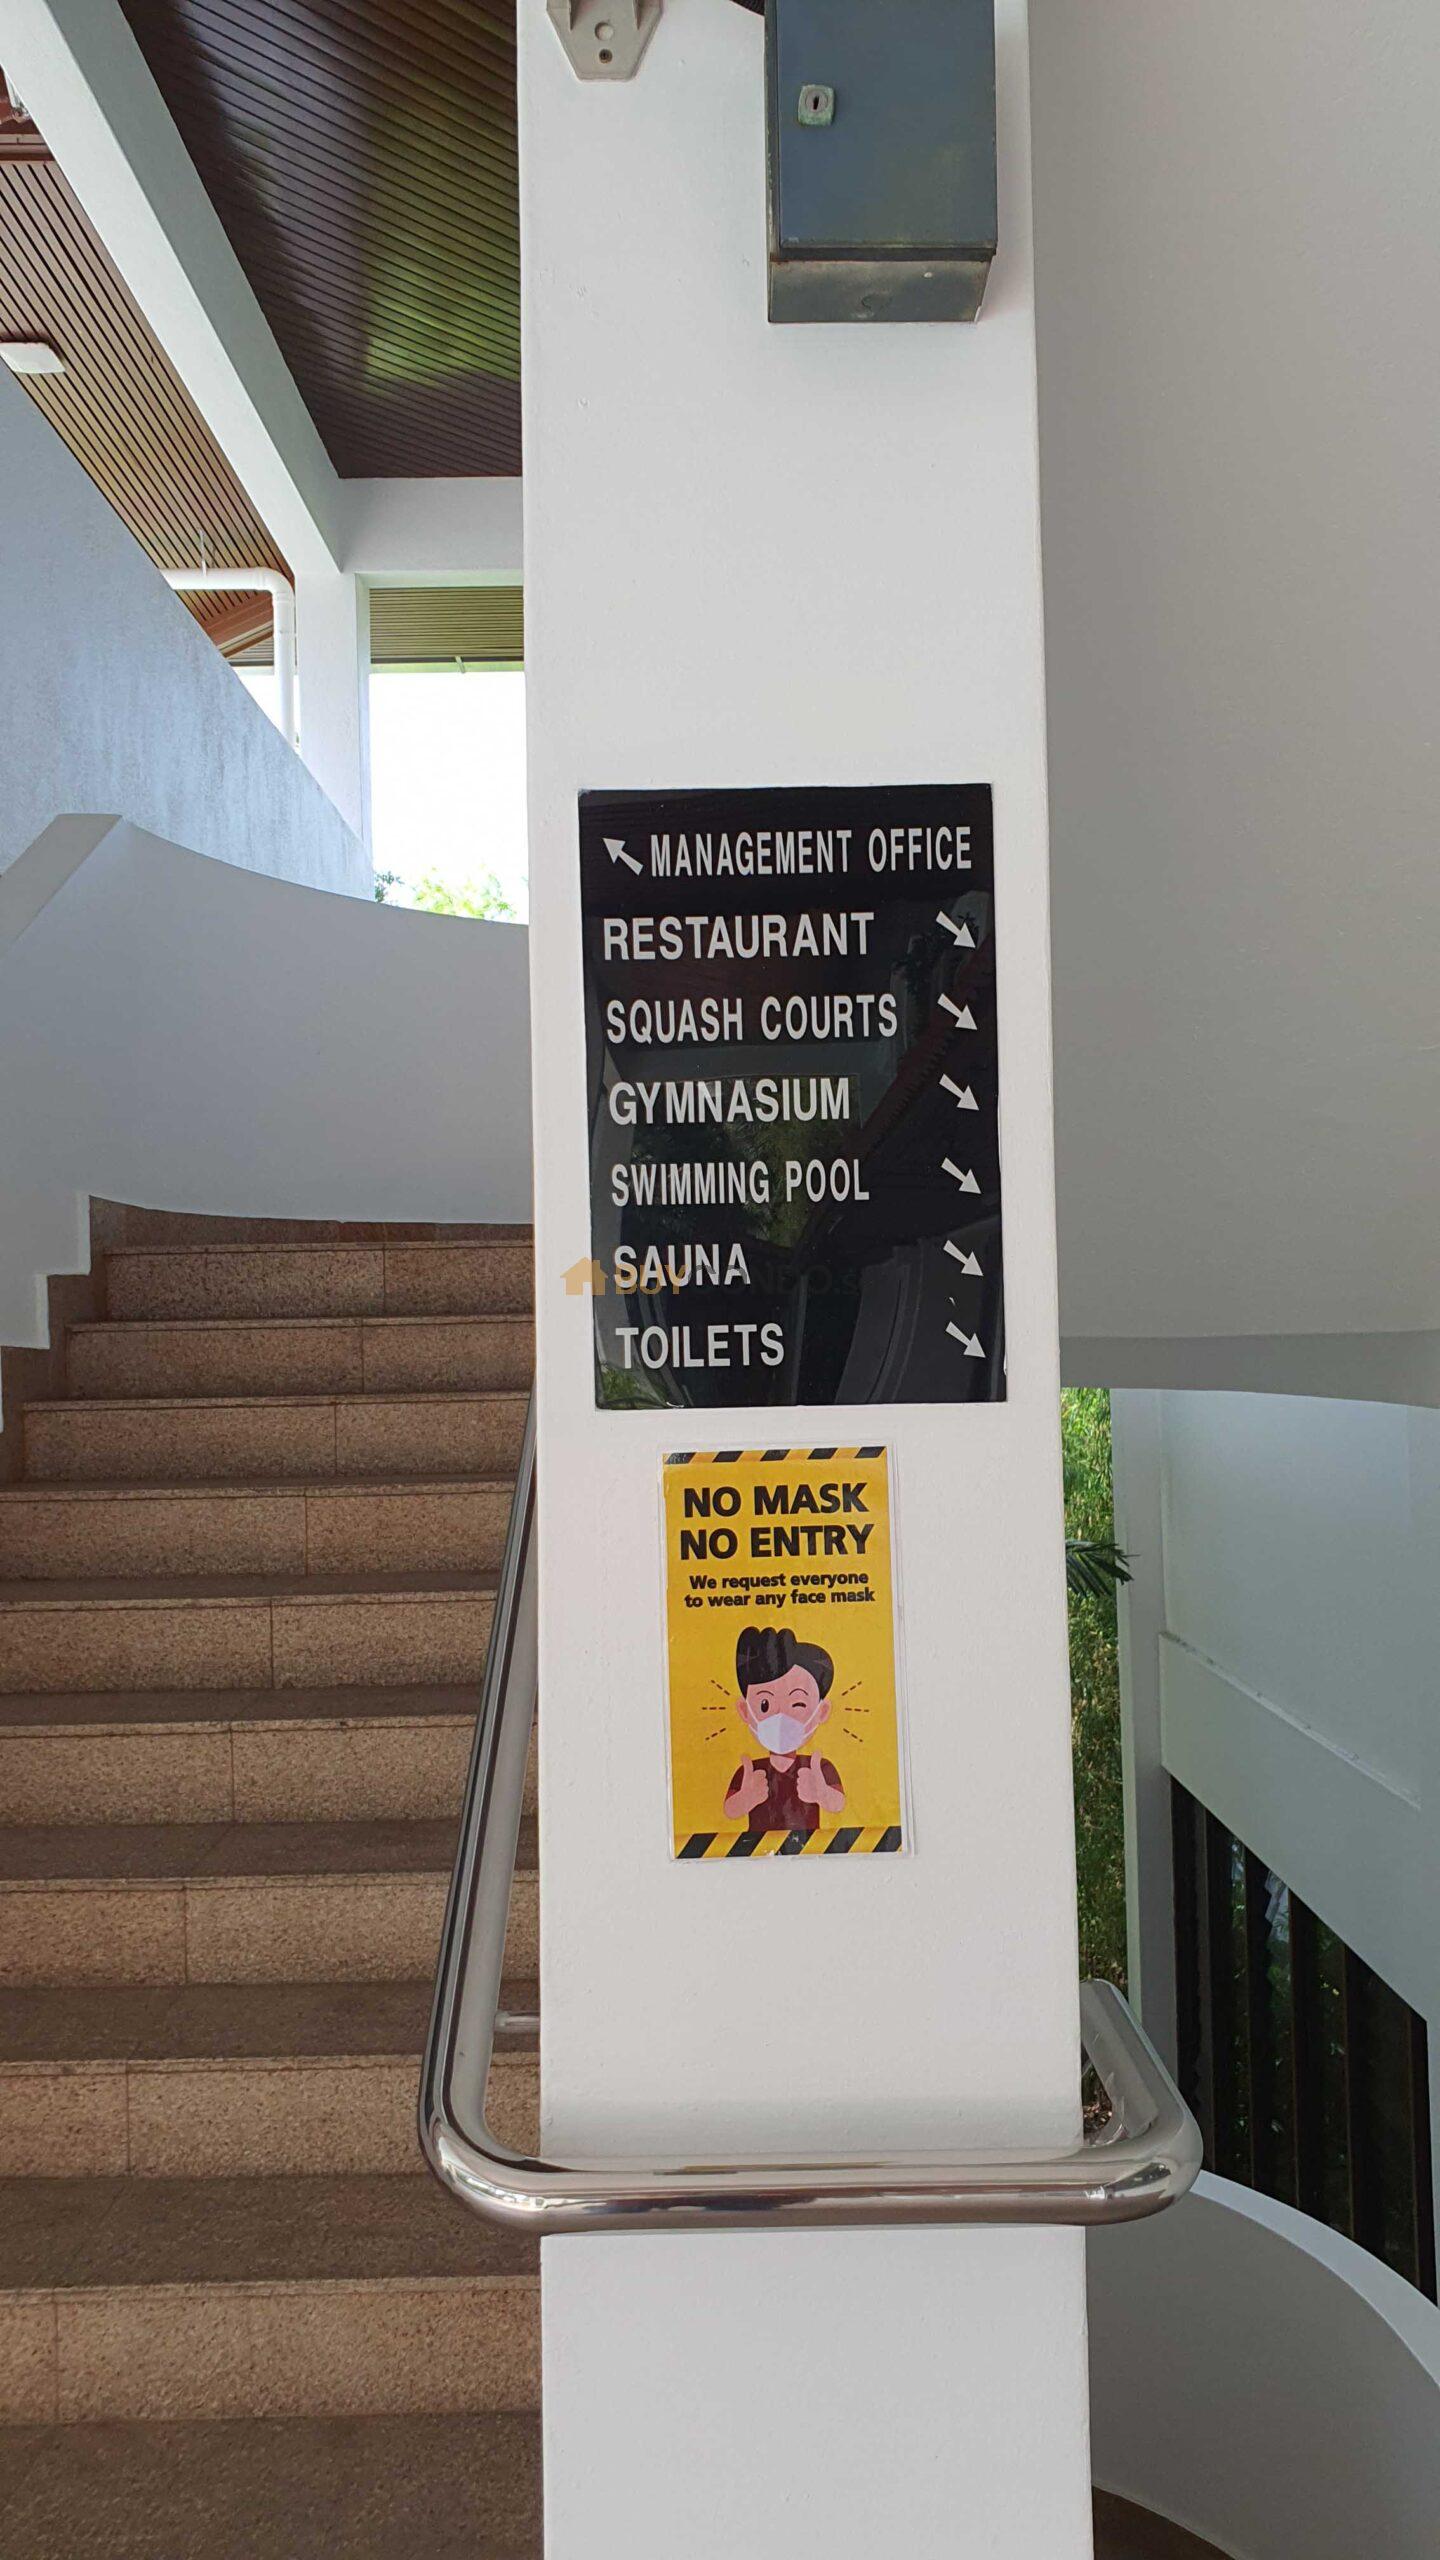 MANAGEMENT OFFICE
RESTAURANT
SQUASH COURTS
GYMNASIUM
SWIMMING POOL
SAUNA
BUYCONDO.s
TOILETS
NO MASK
NO ENTRY
We request everyone
to wear any face mask